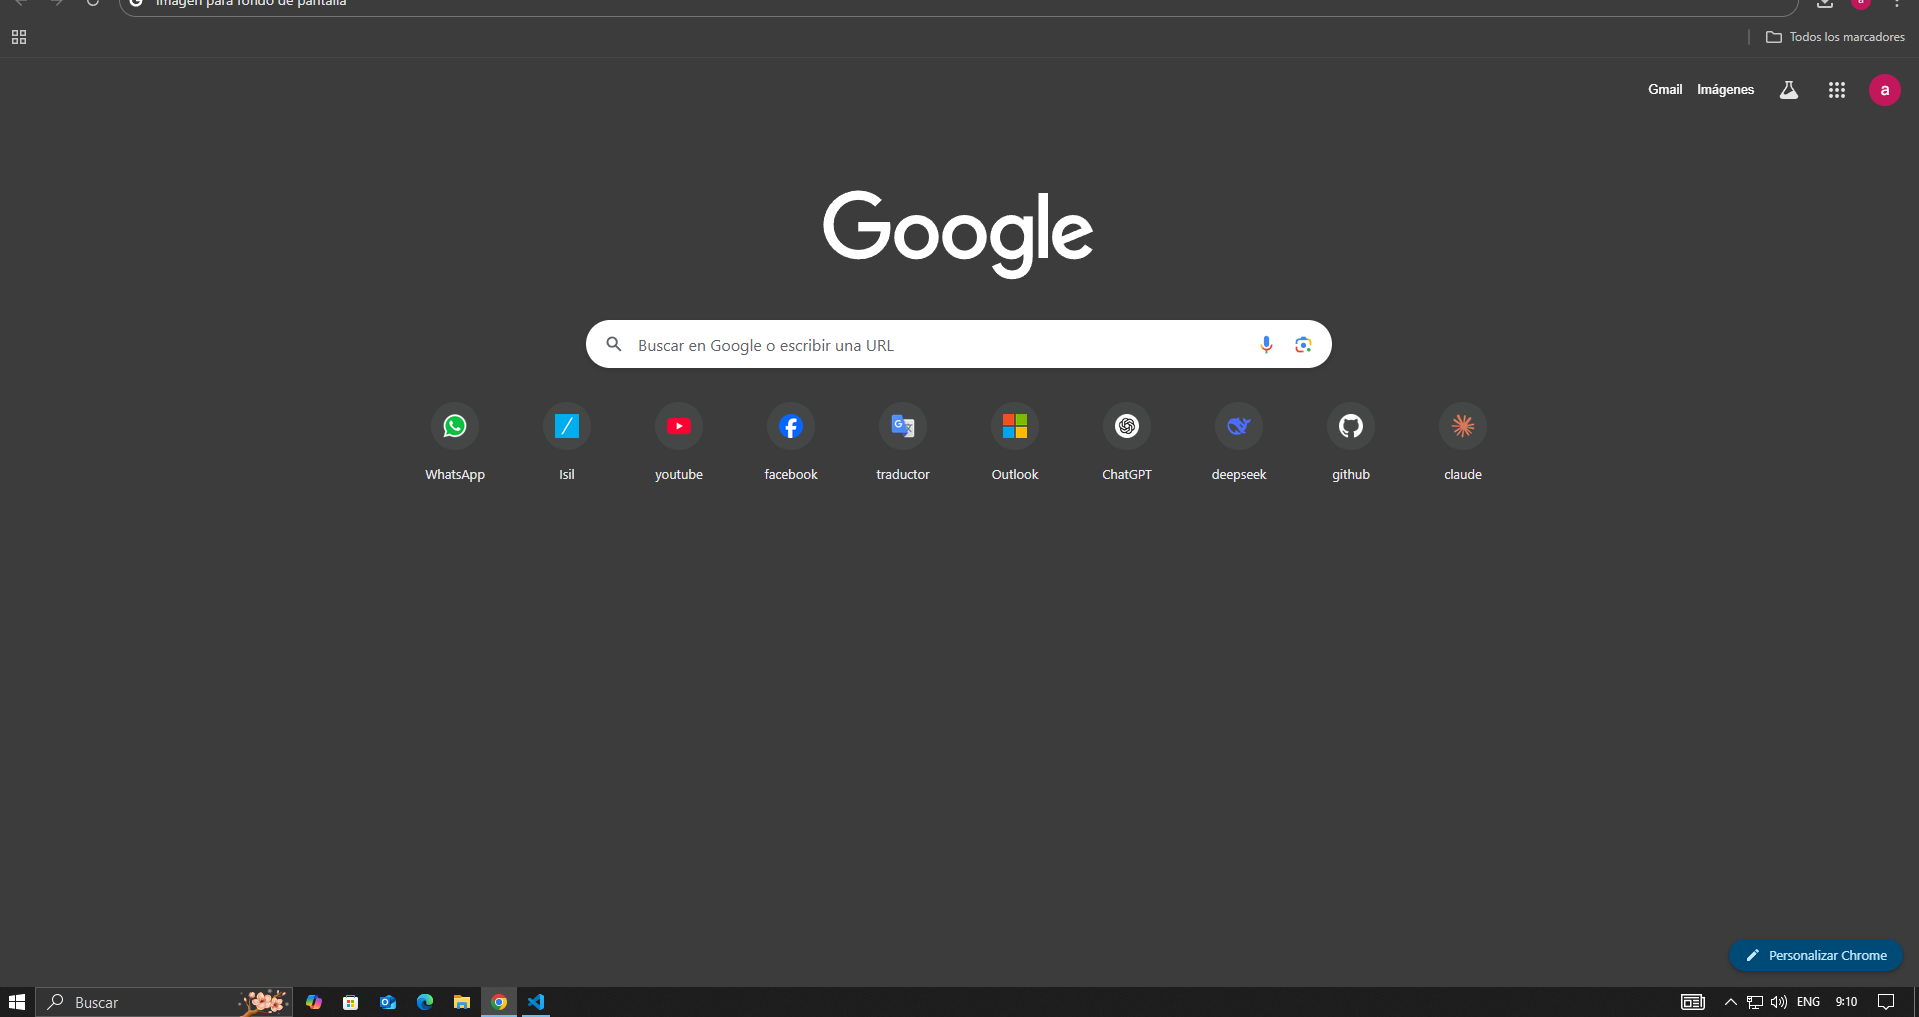 imagen para fondo de pantalla
a
Todos los marcadores
Gmail Imágenes
a
Google
Buscar en Google o escribir una URL
WhatsApp Isil youtube facebook traductor Outlook ChatGPT deepseek github claude
Personalizar Chrome
Buscar
ENG 9:10